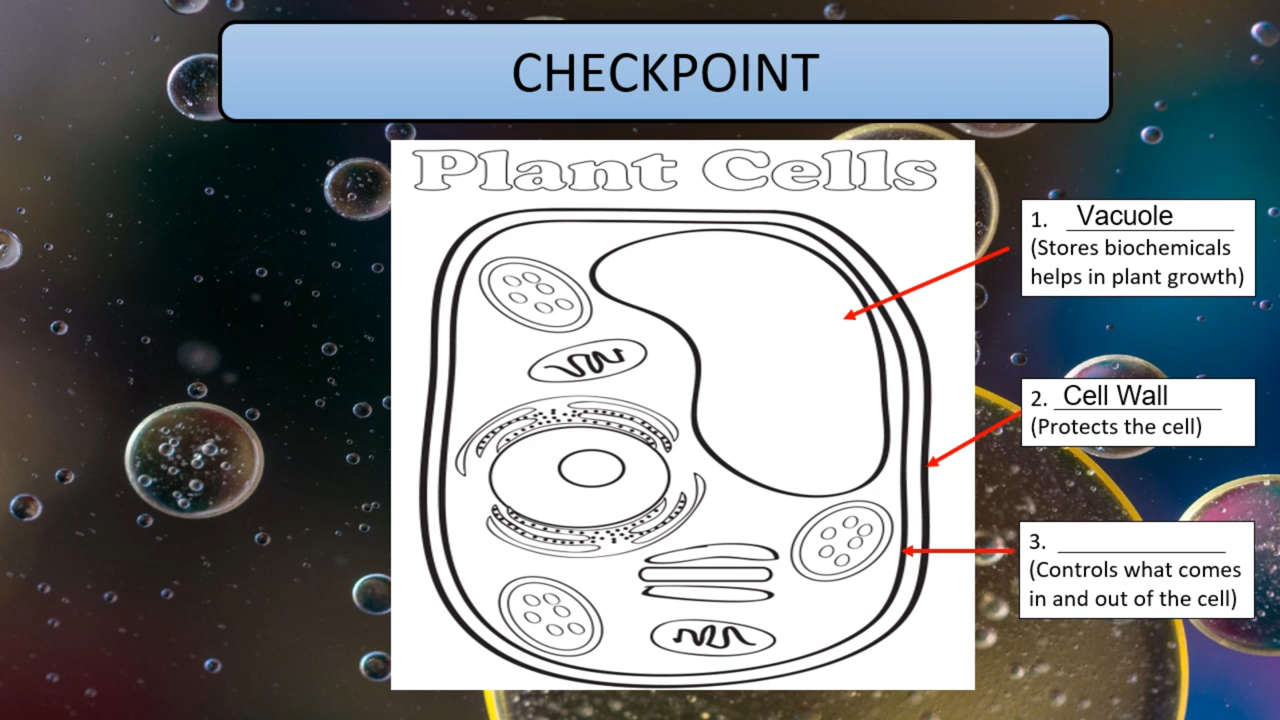 CHECKPOINT
Plant Cells
1. Vacuole
(Stores biochemicals
helps in plant growth)
2. Cell Wall
(Protects the cell)
3. ________________
(Controls what comes
in and out of the cell)